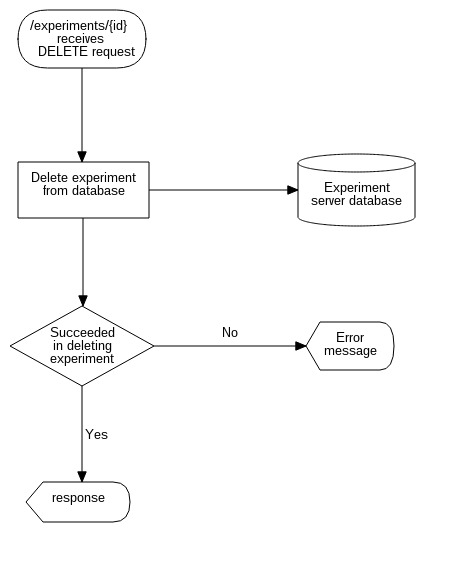 /experiments/{id}
receives
DELETE request
Delete experiment
from database
Experiment
server database
Succeeded
in deleting
experiment
No
Error
message
Yes
response